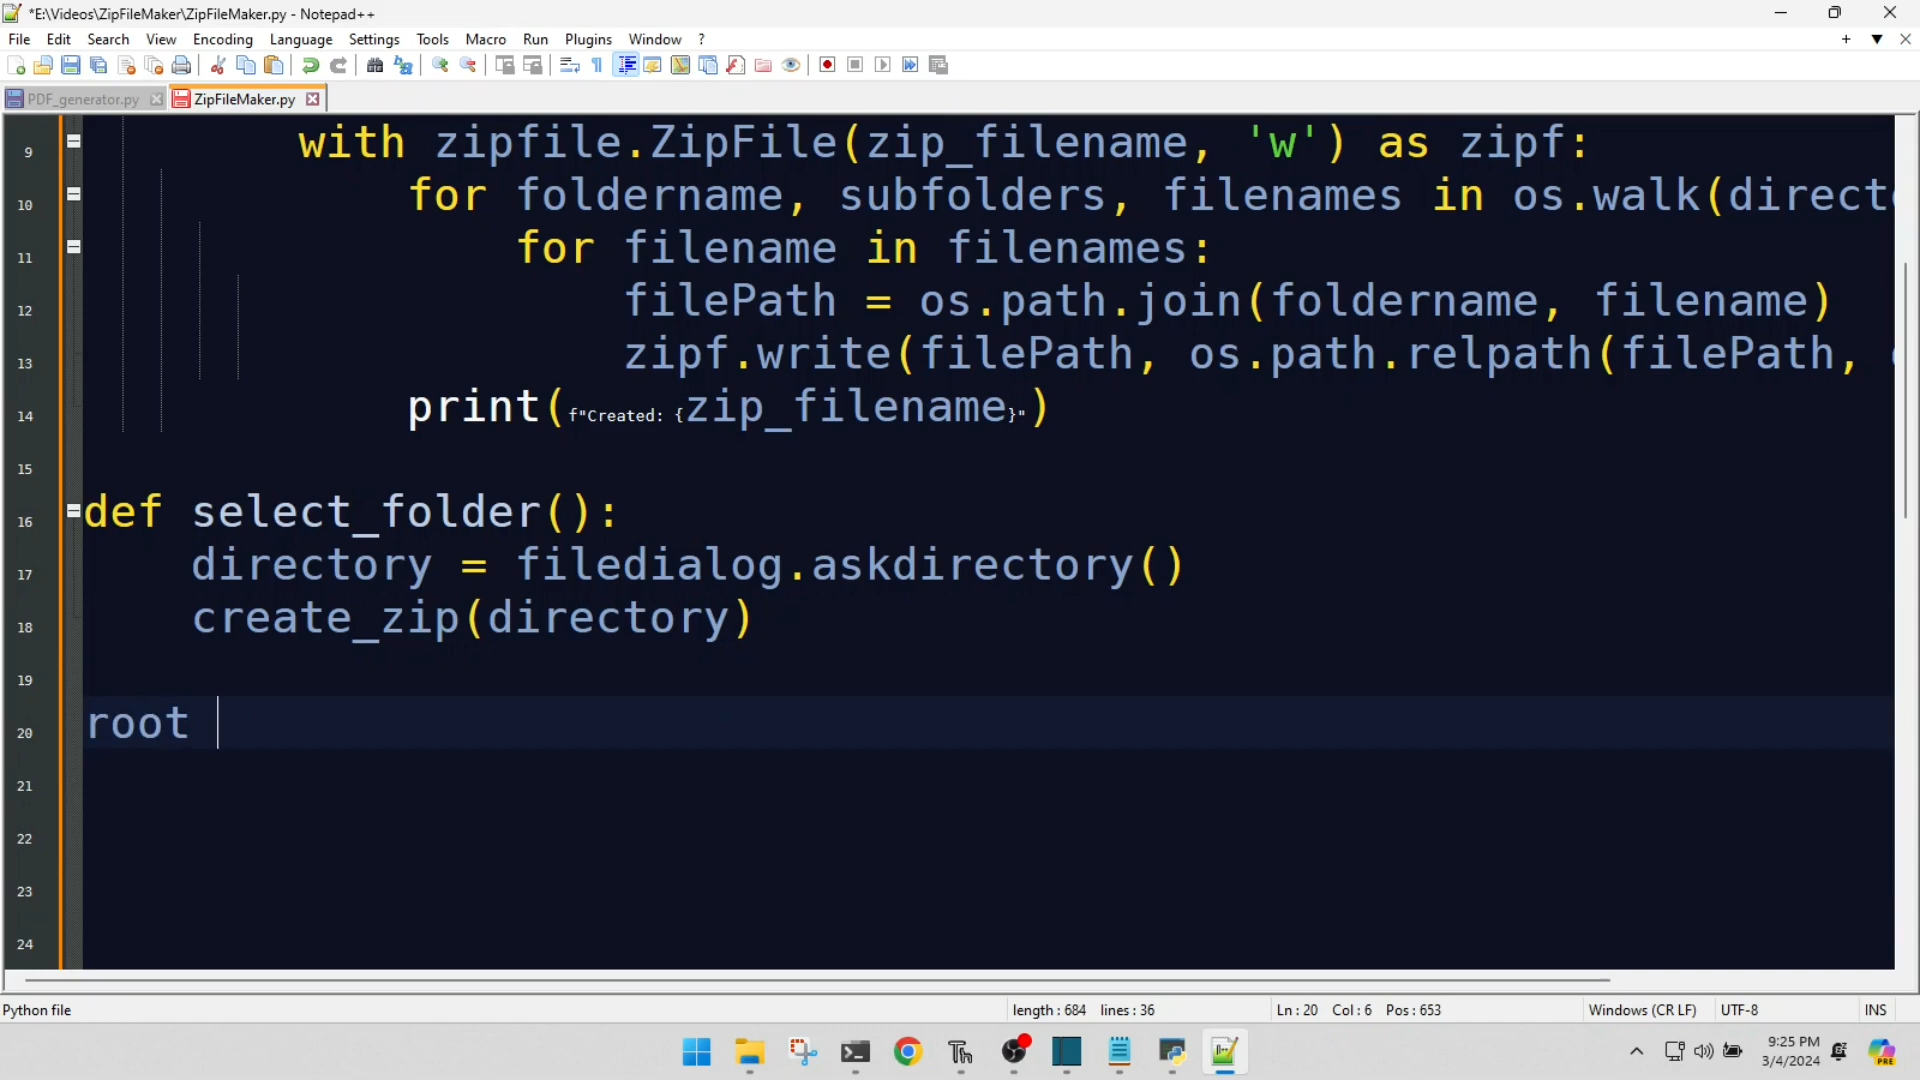 *E:\Videos\ZipFileMaker\ZipFileMaker.py - Notepad++
File Edit Search View Encoding Language Settings Tools Macro Run Plugins Window ?
PDF_generator.py ZipFileMaker.py
9 with zipfile.ZipFile(zip_filename, 'w') as zipf:
10 for foldername, subfolders, filenames in os.walk(direct
11 for filename in filenames:
12 filePath = os.path.join(foldername, filename)
13 zipf.write(filePath, os.path.relpath(filePath,
14 print(f"Created: {zip_filename}")
15
16 def select_folder():
17 directory = filedialog.askdirectory()
18 create_zip(directory)
19
20 root
21
22
23
24
Python file length : 684 lines : 36 Ln : 20 Col : 6 Pos : 653 Windows (CR LF) UTF-8 INS
9:25 PM
3/4/2024
PRE